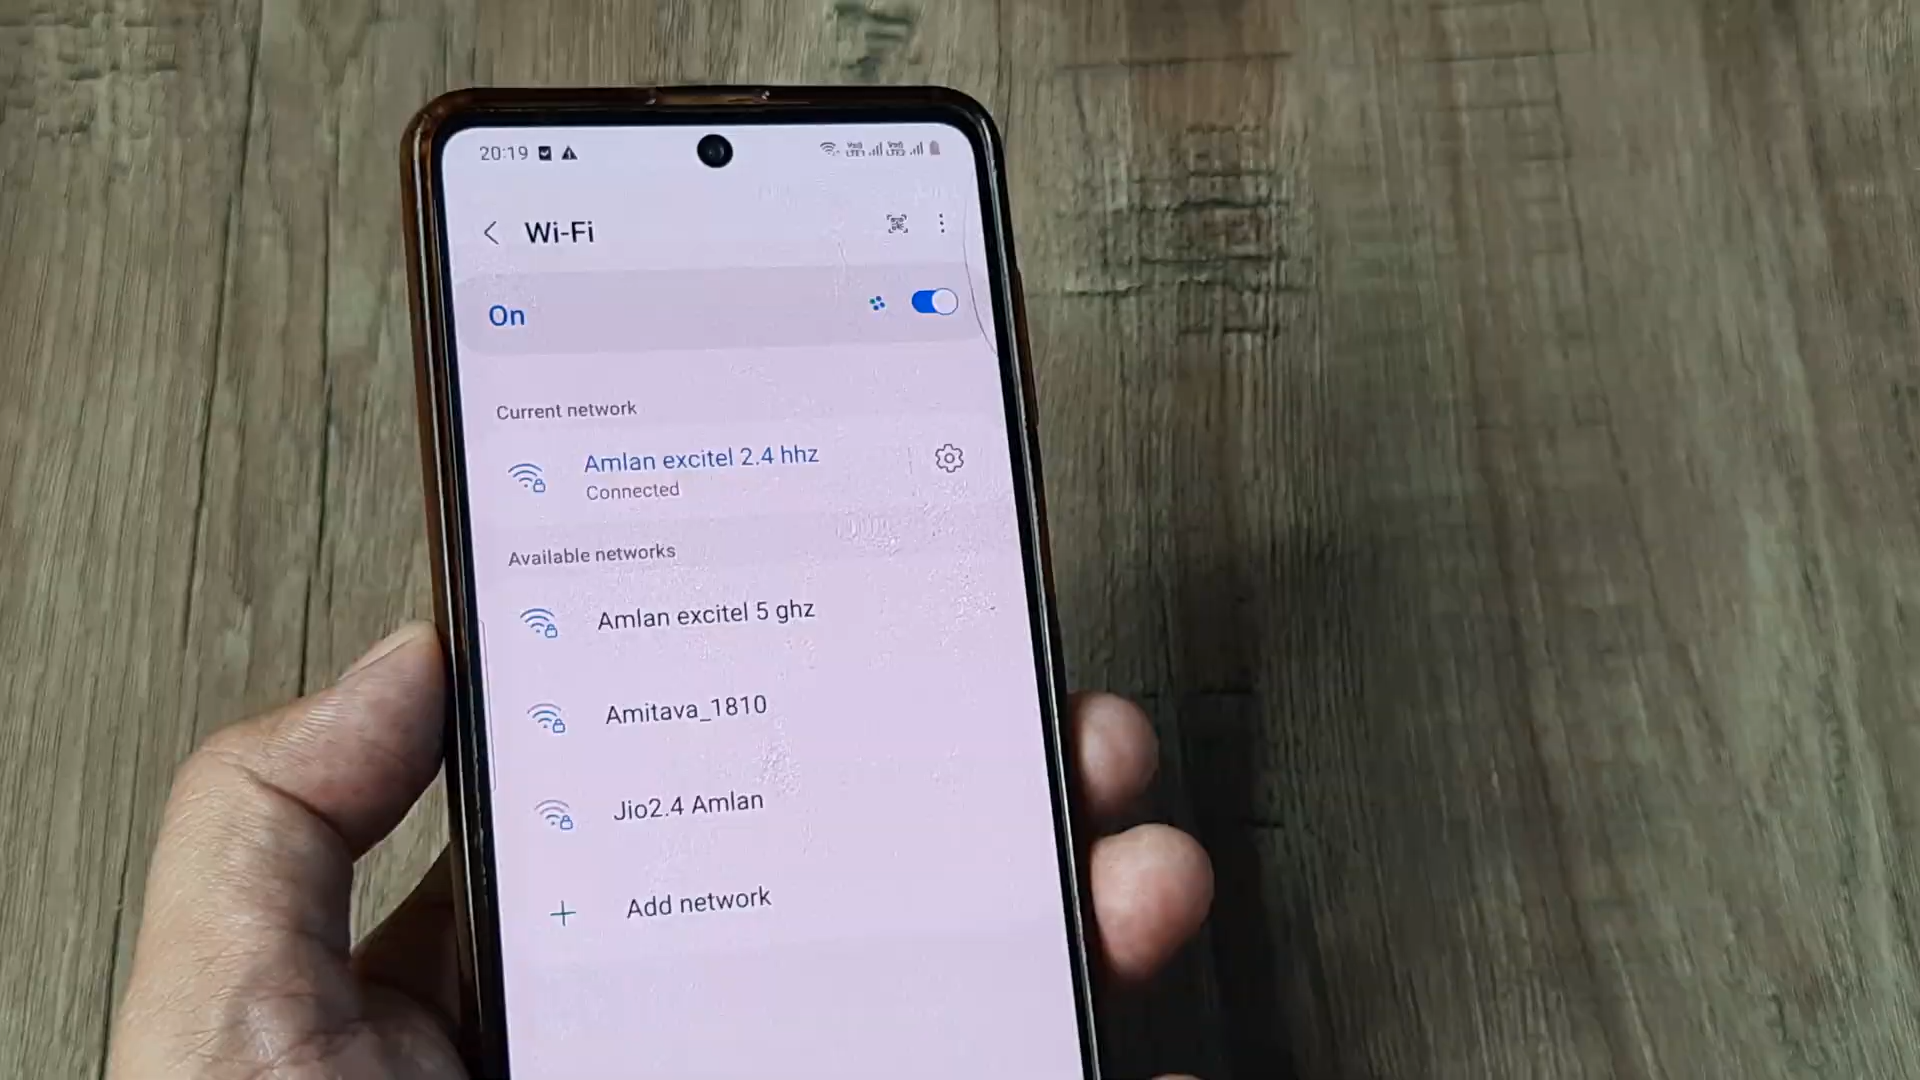 20:19
Wi-Fi
On
Current network
Amlan excitel 2.4 hhz
Connected
Available networks
Amlan excitel 5 ghz
Amitava_1810
Jio2.4 Amlan
Add network